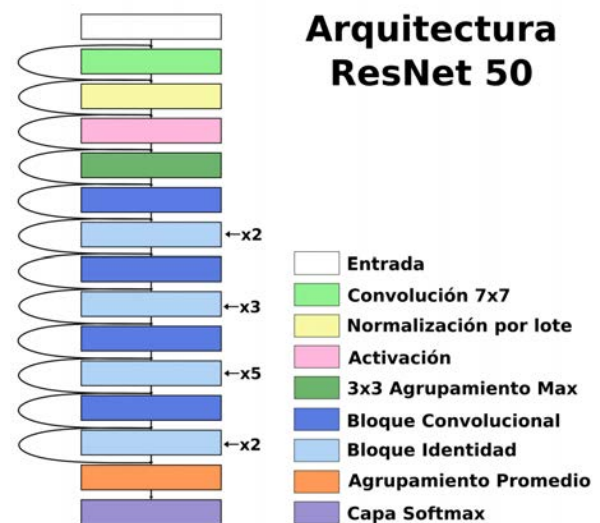 Arquitectura
ResNet 50
x2
x3
x5
x2
Entrada
Convolución 7x7
Normalización por lote
Activación
3x3 Agrupamiento Max
Bloque Convolucional
Bloque Identidad
Agrupamiento Promedio
Capa Softmax